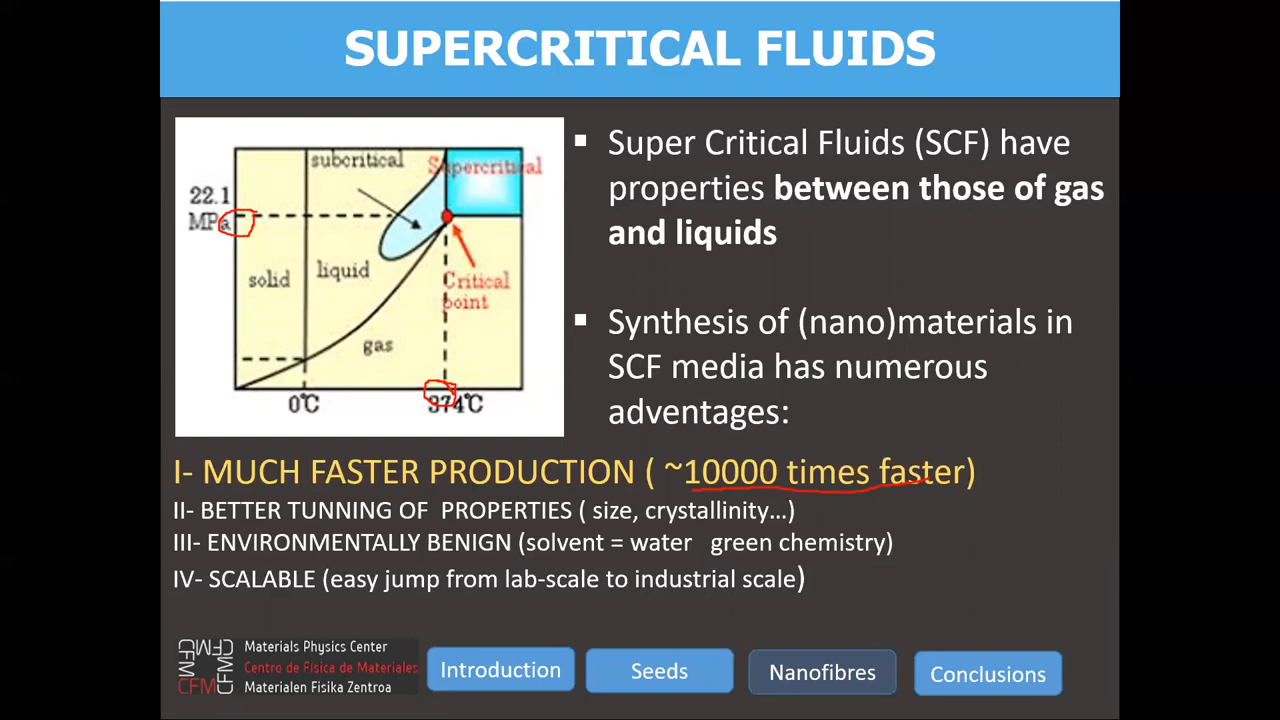 SUPERCRITICAL FLUIDS
subcritical
Supercritical
22.1
MPa
solid
liquid
Critical
point
gas
0℃
374℃
▪ Super Critical Fluids (SCF) have
properties between those of gas
and liquids
▪ Synthesis of (nano)materials in
SCF media has numerous
adventages:
I- MUCH FASTER PRODUCTION ( ~10000 times faster)
II- BETTER TUNNING OF PROPERTIES ( size, crystallinity...)
III- ENVIRONMENTALLY BENIGN (solvent = water green chemistry)
IV- SCALABLE (easy jump from lab-scale to industrial scale)
CFM
Materials Physics Center
Centro de Física de Materiales
Materialen Fisika Zentroa
Introduction
Seeds
Nanofibres
Conclusions